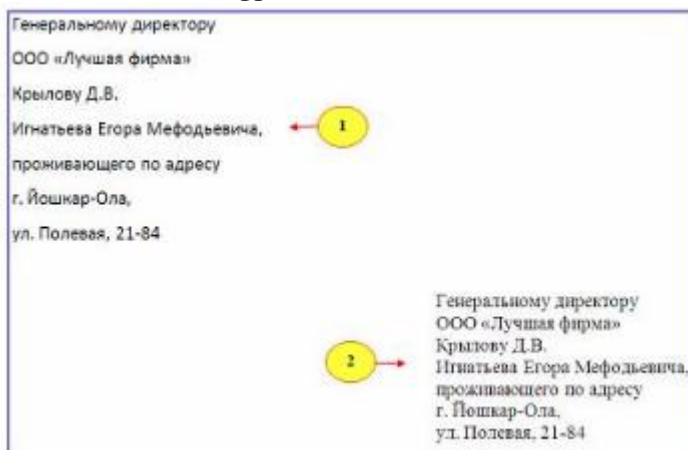 Генеральному директору
ООО «Лучшая фирма»
Крылову Д.В.
Игнатьева Егора Мефодьевича,
1
проживающего по адресу
г. Йошкар-Ола,
ул. Полевая, 21-84
Генеральному директору
ООО «Лучшая фирма»
Крылову Д.В.
2
Игнатьева Егора Мефодьевича,
проживающего по адресу
г. Йошкар-Ола,
ул. Полевая, 21-84